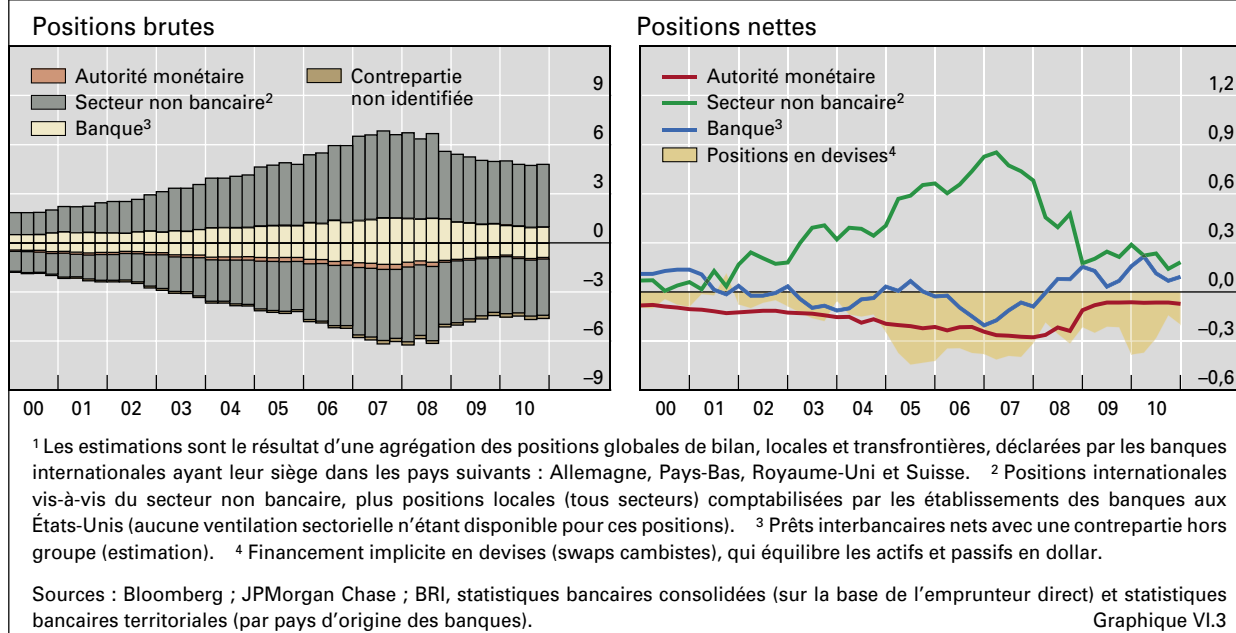 Positions brutes
Autorité monétaire
Secteur non bancaire²
Banque³
Contrepartie
non identifiée
9
6
3
0
–3
–6
–9
00 01 02 03 04 05 06 07 08 09 10
Positions nettes
Autorité monétaire
Secteur non bancaire²
Banque³
Positions en devises⁴
1,2
0,9
0,6
0,3
0,0
–0,3
–0,6
00 01 02 03 04 05 06 07 08 09 10
¹ Les estimations sont le résultat d’une agrégation des positions globales de bilan, locales et transfrontières, déclarées par les banques
internationales ayant leur siège dans les pays suivants : Allemagne, Pays-Bas, Royaume-Uni et Suisse. ² Positions internationales
vis-à-vis du secteur non bancaire, plus positions locales (tous secteurs) comptabilisées par les établissements des banques aux
États-Unis (aucune ventilation sectorielle n’étant disponible pour ces positions). ³ Prêts interbancaires nets avec une contrepartie hors
groupe (estimation). ⁴ Financement implicite en devises (swaps cambistes), qui équilibre les actifs et passifs en dollar.
Sources : Bloomberg ; JPMorgan Chase ; BRI, statistiques bancaires consolidées (sur la base de l’emprunteur direct) et statistiques
bancaires territoriales (par pays d’origine des banques). Graphique VI.3